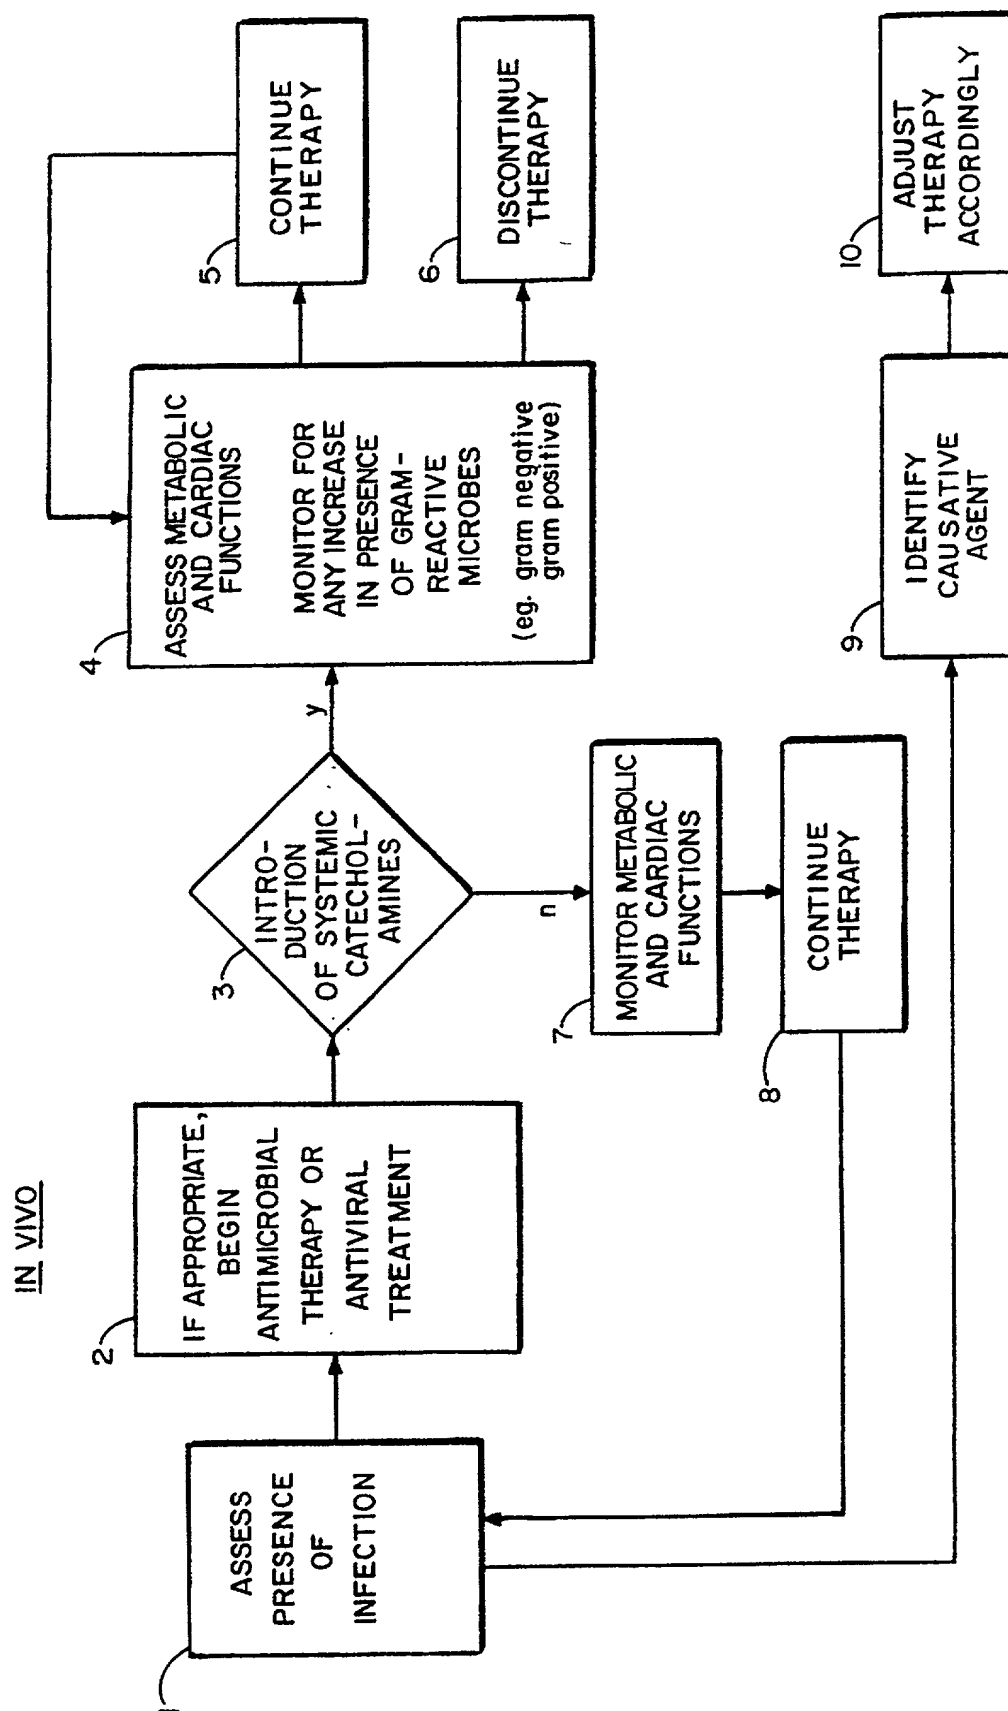 IN VIVO
1
ASSESS
PRESENCE
OF
INFECTION
2
IF APPROPRIATE,
BEGIN
ANTIMICROBIAL
THERAPY OR
ANTIVIRAL
TREATMENT
3
INTRO-
DUCTION
OF SYSTEMIC
CATECHOL-
AMINES
y
n
4
ASSESS METABOLIC
AND CARDIAC
FUNCTIONS
MONITOR FOR
ANY INCREASE
IN PRESENCE
OF GRAM-
REACTIVE
MICROBES
(eg. gram negative
gram positive)
5
CONTINUE
THERAPY
6
DISCONTINUE
THERAPY
7
MONITOR METABOLIC
AND CARDIAC
FUNCTIONS
8
CONTINUE
THERAPY
9
IDENTIFY
CAUSATIVE
AGENT
10
ADJUST
THERAPY
ACCORDINGLY